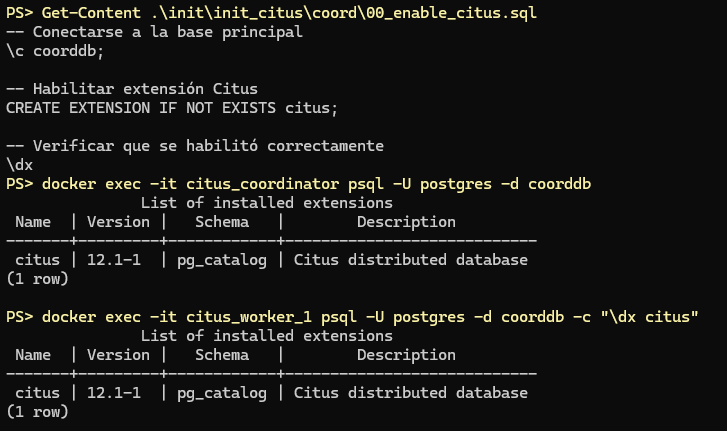 PS> Get-Content .\init\init_citus\coord\00_enable_citus.sql
-- Conectarse a la base principal
\c coorddb;

-- Habilitar extensión Citus
CREATE EXTENSION IF NOT EXISTS citus;

-- Verificar que se habilitó correctamente
\dx
PS> docker exec -it citus_coordinator psql -U postgres -d coorddb
               List of installed extensions
 Name  | Version |   Schema   |        Description
-------+---------+------------+---------------------------
 citus | 12.1-1  | pg_catalog | Citus distributed database
(1 row)

PS> docker exec -it citus_worker_1 psql -U postgres -d coorddb -c "\dx citus"
               List of installed extensions
 Name  | Version |   Schema   |        Description
-------+---------+------------+---------------------------
 citus | 12.1-1  | pg_catalog | Citus distributed database
(1 row)